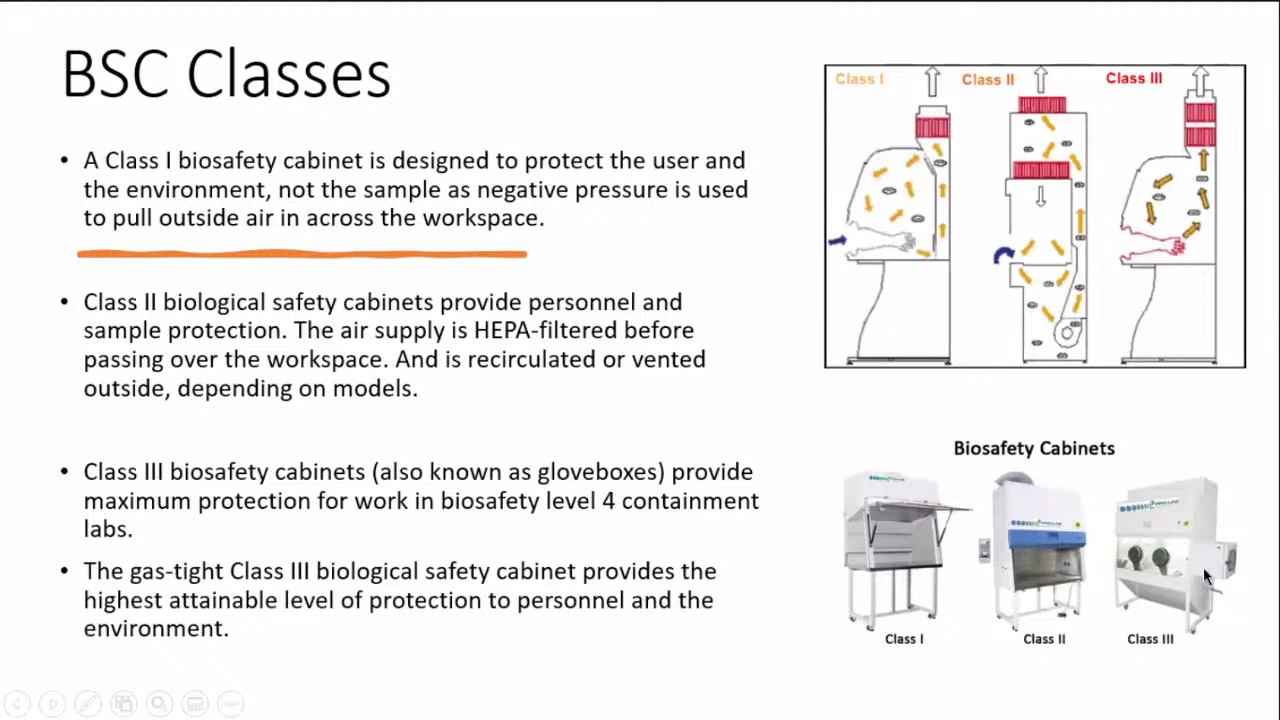 BSC Classes
• A Class I biosafety cabinet is designed to protect the user and
the environment, not the sample as negative pressure is used
to pull outside air in across the workspace.
• Class II biological safety cabinets provide personnel and
sample protection. The air supply is HEPA-filtered before
passing over the workspace. And is recirculated or vented
outside, depending on models.
• Class III biosafety cabinets (also known as gloveboxes) provide
maximum protection for work in biosafety level 4 containment
labs.
• The gas-tight Class III biological safety cabinet provides the
highest attainable level of protection to personnel and the
environment.
Class I Class II Class III
Biosafety Cabinets
Class I Class II Class III